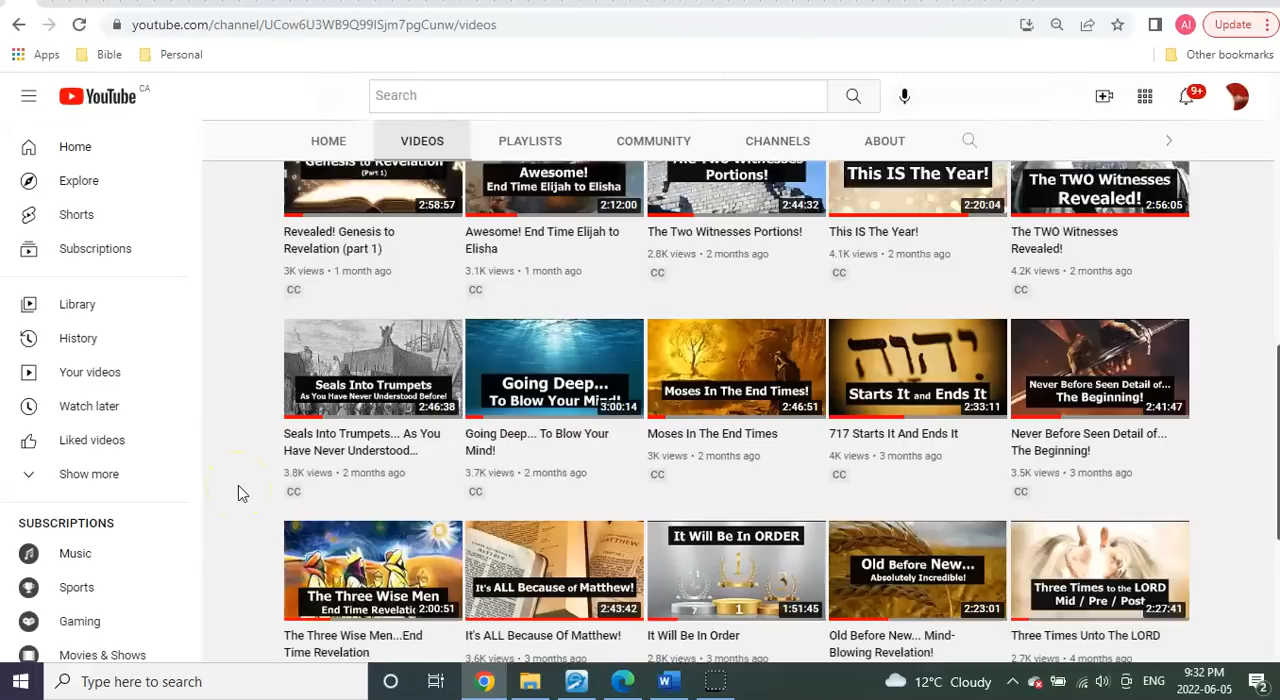 youtube.com/channel/UCow6U3WB9Q99ISjm7pgCunw/videos
Update
Apps
Bible
Personal
Other bookmarks
YouTube CA
Search
9+
HOME
VIDEOS
PLAYLISTS
COMMUNITY
CHANNELS
ABOUT
Home
Explore
Shorts
Subscriptions
Library
History
Your videos
Watch later
Liked videos
Show more
SUBSCRIPTIONS
Music
Sports
Gaming
Movies & Shows
Genesis to Revelation
(Part 1)
2:58:57
Revealed! Genesis to
Revelation (part 1)
3K views • 1 month ago
CC
Awesome!
End Time Elijah to Elisha
2:12:00
Awesome! End Time Elijah to
Elisha
3.1K views • 1 month ago
CC
The Two Witnesses
Portions!
2:44:32
The Two Witnesses Portions!
2.8K views • 2 months ago
CC
This IS The Year!
2:20:04
This IS The Year!
4.1K views • 2 months ago
CC
The TWO Witnesses
Revealed!
2:56:05
The TWO Witnesses
Revealed!
4.2K views • 2 months ago
CC
Seals Into Trumpets
As You Have Never Understood Before!
2:46:38
Seals Into Trumpets... As You
Have Never Understood...
3.8K views • 2 months ago
CC
Going Deep...
To Blow Your Mind!
3:00:14
Going Deep... To Blow Your
Mind!
3.7K views • 2 months ago
CC
Moses In The End Times!
2:46:51
Moses In The End Times
3K views • 2 months ago
CC
יהוה
Starts It and Ends It
2:33:11
717 Starts It And Ends It
4K views • 3 months ago
CC
Never Before Seen Detail of...
The Beginning!
2:41:47
Never Before Seen Detail of...
The Beginning!
3.5K views • 3 months ago
CC
The Three Wise Men
End Time Revelatic
2:00:51
The Three Wise Men...End
Time Revelation
MATTHEW
It's ALL Because of Matthew!
2:43:42
It's ALL Because Of Matthew!
3.6K views • 3 months ago
It Will Be In ORDER
7
1
1:51:45
It Will Be In Order
2.8K views • 3 months ago
Old Before New...
Absolutely Incredible!
2:23:01
Old Before New... Mind-
Blowing Revelation!
Three Times to the LORD
Mid / Pre / Post
2:27:41
Three Times Unto The LORD
2.7K views • 4 months ago
Type here to search
12°C Cloudy
ENG
9:32 PM
2022-06-05
2